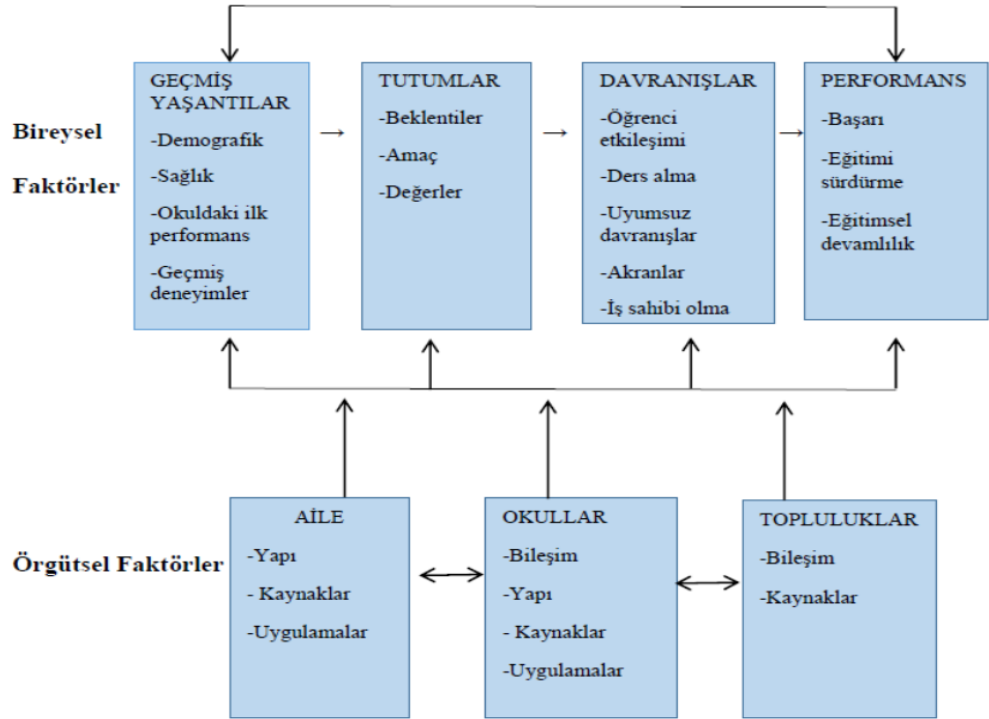 GEÇMİŞ
YAŞANTILAR
-Demografik
-Sağlık
-Okuldaki ilk
performans
-Geçmiş
deneyimler
TUTUMLAR
-Beklentiler
-Amaç
-Değerler
DAVRANIŞLAR
-Öğrenci
etkileşimi
-Ders alma
-Uyumsuz
davranışlar
-Akranlar
-İş sahibi olma
PERFORMANS
-Başarı
-Eğitimi
sürdürme
-Eğitimsel
devamlılık
Bireysel
Faktörler
Örgütsel Faktörler
AİLE
-Yapı
- Kaynaklar
-Uygulamalar
OKULLAR
-Bileşim
-Yapı
- Kaynaklar
-Uygulamalar
TOPLULUKLAR
-Bileşim
-Kaynaklar